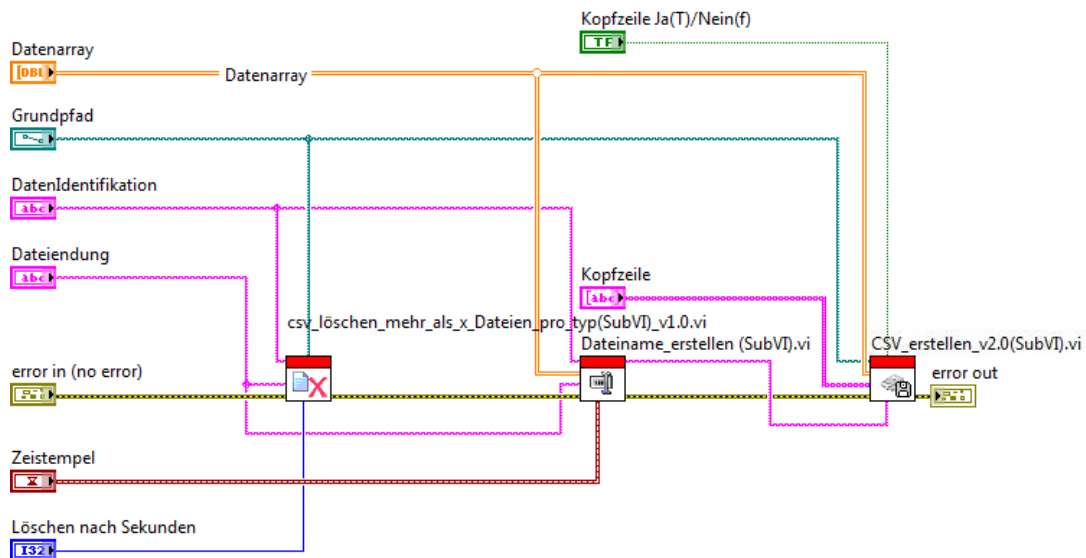 Kopfzeile Ja(T)/Nein(f)
TF
Datenarray
[DBL]
Datenarray
Grundpfad
DatenIdentifikation
abc
Dateiendung
abc
Kopfzeile
[abc]
csv_löschen_mehr_als_x_Dateien_pro_typ(SubVI)_v1.0.vi
Dateiname_erstellen (SubVI).vi
CSV_erstellen_v2.0(SubVI).vi
error in (no error)
error out
Zeistempel
Löschen nach Sekunden
I32